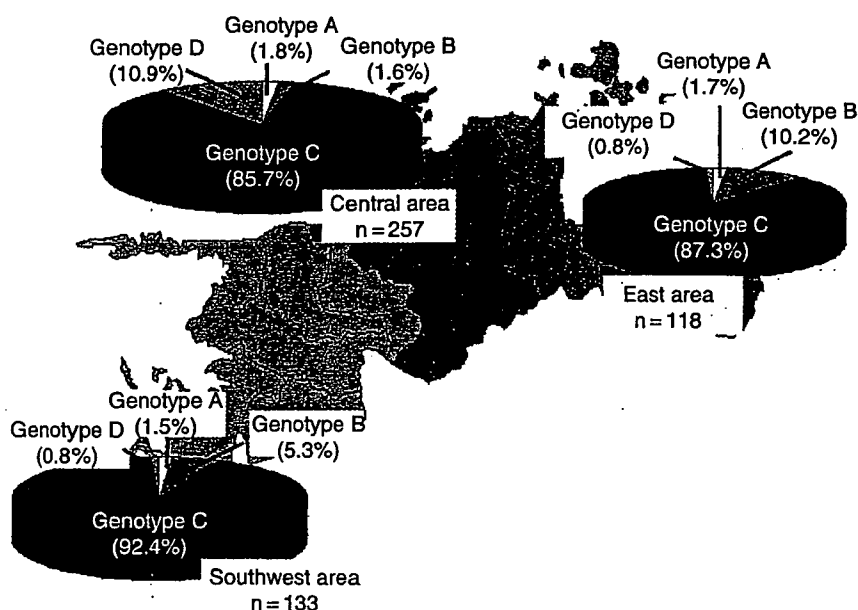 Genotype A
(1.8%)
Genotype D
(10.9%)
Genotype B
(1.6%)
Genotype C
(85.7%)
Central area
n=257
Genotype A
(1.7%)
Genotype B
(10.2%)
Genotype D
(0.8%)
Genotype C
(87.3%)
East area
n=118
Genotype A
(1.5%)
Genotype D
(0.8%)
Genotype B
(5.3%)
Genotype C
(92.4%)
Southwest area
n=133